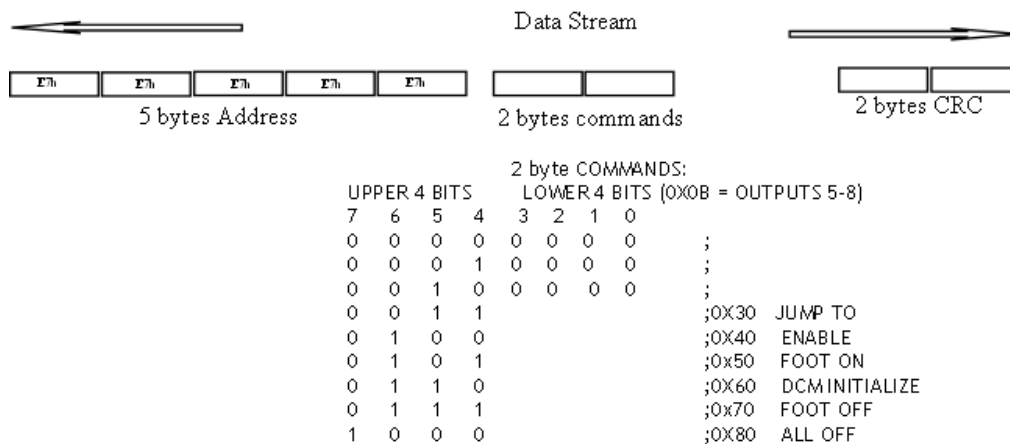 Data Stream
E7h E7h E7h E7h E7h
5 bytes Address 2 bytes commands 2 bytes CRC
2 byte COMMANDS:
UPPER 4 BITS LOWER 4 BITS (0X0B = OUTPUTS 5-8)
7 6 5 4 3 2 1 0
0 0 0 0 0 0 0 0 ;
0 0 0 1 0 0 0 0 ;
0 0 1 0 0 0 0 0 ;
0 0 1 1 ;0X30 JUMP TO
0 1 0 0 ;0X40 ENABLE
0 1 0 1 ;0x50 FOOT ON
0 1 1 0 ;0X60 DCM INITIALIZE
0 1 1 1 ;0x70 FOOT OFF
1 0 0 0 ;0X80 ALL OFF